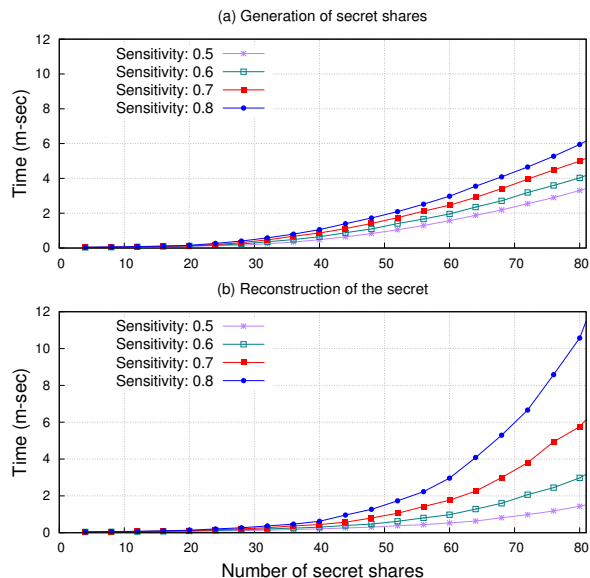 (a) Generation of secret shares
12
10
8
6
4
2
0
Time (m-sec)
Sensitivity: 0.5
Sensitivity: 0.6
Sensitivity: 0.7
Sensitivity: 0.8
0 10 20 30 40 50 60 70 80
(b) Reconstruction of the secret
12
10
8
6
4
2
0
Time (m-sec)
Sensitivity: 0.5
Sensitivity: 0.6
Sensitivity: 0.7
Sensitivity: 0.8
0 10 20 30 40 50 60 70 80
Number of secret shares